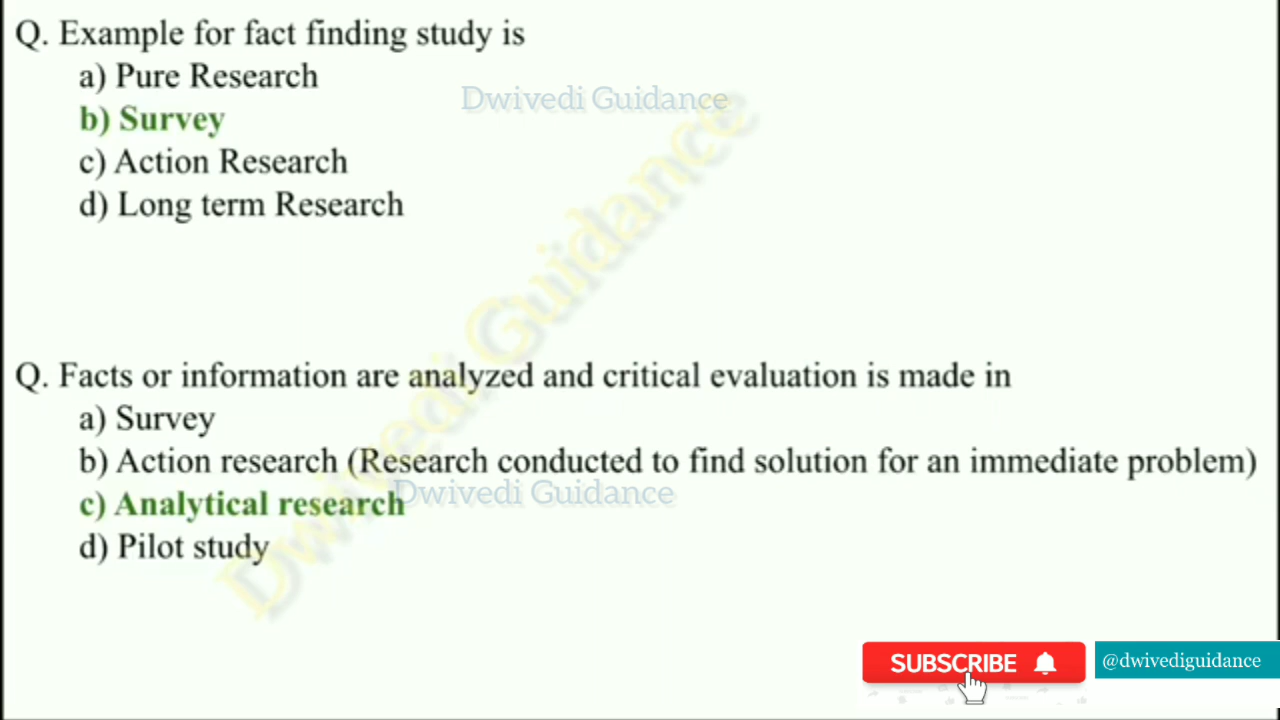 Q. Example for fact finding study is
a) Pure Research
Dwivedi Guidance
b) Survey
c) Action Research
d) Long term Research
Dwivedi Guidance
Q. Facts or information are analyzed and critical evaluation is made in
a) Survey
b) Action research (Research conducted to find solution for an immediate problem)
Dwivedi Guidance
c) Analytical research
d) Pilot study
SUBSCRIBE
@dwivediguidance